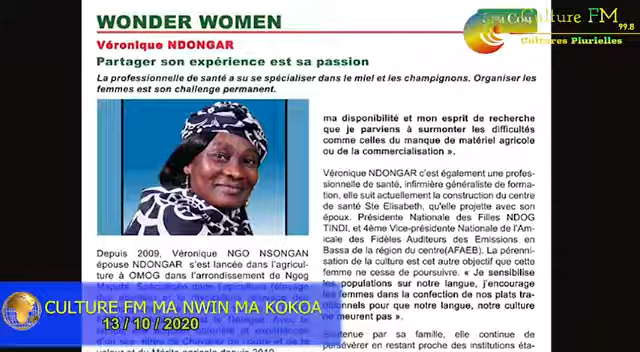 WONDER WOMEN
Véronique NDONGAR
Partager son expérience est sa passion
La professionelle de santé a su se spécialiser dans le miel et les champignons. Organiser les
femmes est son challenge permanent.
Culture FM
99.8
Cultures Plurielles
Depuis 2009, Véronique NGO NSONGAN
épouse NDONGAR s'est lancée dans l'agricul-
ture à OMOG dans l'arrondissement de Ngog
ma disponibilité et mon esprit de recherche
que je parviens à surmonter les difficultés
comme celles du manque de matériel agricole
ou de la commercialisation ».
Véronique NDONGAR c'est également une pro-
fessionnelle de santé, infirmière généraliste de forma-
tion, elle suit actuellement la construction du centre
de santé Ste Elisabeth, qu'elle projette avec son
époux. Présidente Nationale des Filles NDOG
TINDI, et 4ème Vice-présidente Nationale de l'Am-
icale des Fidèles Auditeurs des Emissions en
Bassa de la région du centre(AFAEB). La pérenni-
sation de la culture est cet autre objectif que cette
femme ne cesse de poursuivre. « Je sensibilise
les populations sur notre langue, j'encourage
les femmes dans la confection de nos plats tra-
ditionnels pour que notre langue, notre culture
ne meurent pas ».
Soutenue par sa famille, elle continue de
persévérer en restant proche des institutions éta-
CULTURE FM MA NWIN MA KOKOA
13 / 10 / 2020